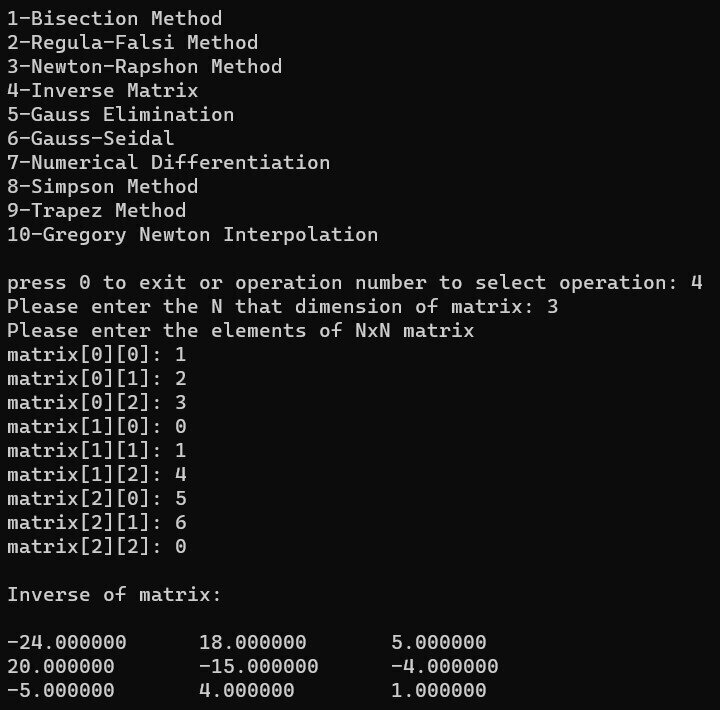 1-Bisection Method
2-Regula-Falsi Method
3-Newton-Rapshon Method
4-Inverse Matrix
5-Gauss Elimination
6-Gauss-Seidal
7-Numerical Differentiation
8-Simpson Method
9-Trapez Method
10-Gregory Newton Interpolation
press 0 to exit or operation number to select operation: 4
Please enter the N that dimension of matrix: 3
Please enter the elements of NxN matrix
matrix[0][0]: 1
matrix[0][1]: 2
matrix[0][2]: 3
matrix[1][0]: 0
matrix[1][1]: 1
matrix[1][2]: 4
matrix[2][0]: 5
matrix[2][1]: 6
matrix[2][2]: 0
Inverse of matrix:
-24.000000 18.000000 5.000000
20.000000 -15.000000 -4.000000
-5.000000 4.000000 1.000000